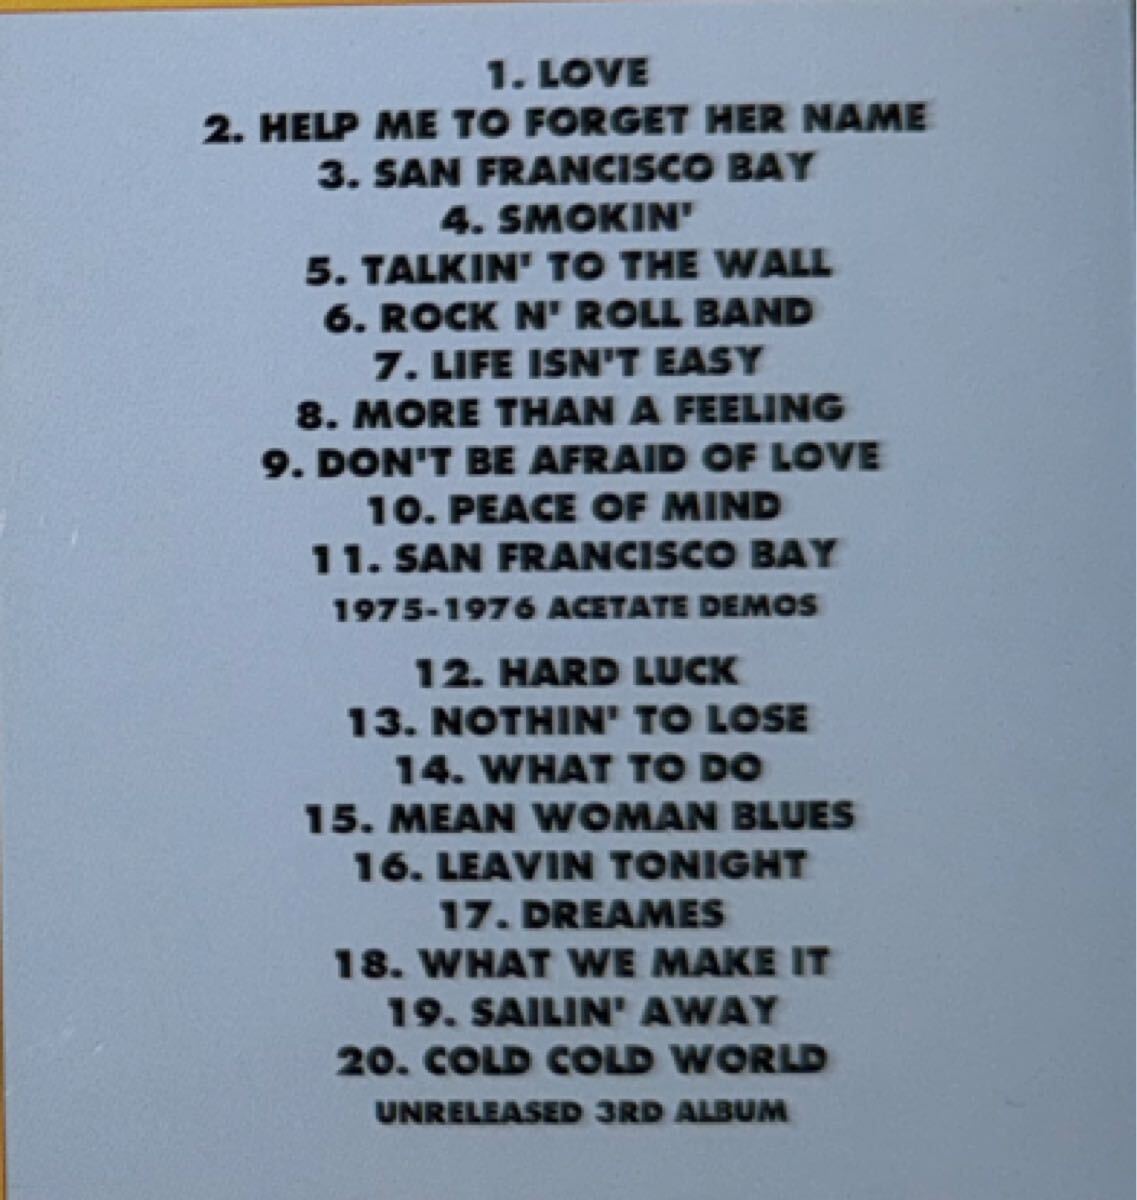 1. LOVE
2. HELP ME TO FORGET HER NAME
3. SAN FRANCISCO BAY
4. SMOKIN'
5. TALKIN' TO THE WALL
6. ROCK N' ROLL BAND
7. LIFE ISN'T EASY
8. MORE THAN A FEELING
9. DON'T BE AFRAID OF LOVE
10. PEACE OF MIND
11. SAN FRANCISCO BAY
1975-1976 ACETATE DEMOS
12. HARD LUCK
13. NOTHIN' TO LOSE
14. WHAT TO DO
15. MEAN WOMAN BLUES
16. LEAVIN TONIGHT
17. DREAMES
18. WHAT WE MAKE IT
19. SAILIN' AWAY
20. COLD COLD WORLD
UNRELEASED 3RD ALBUM